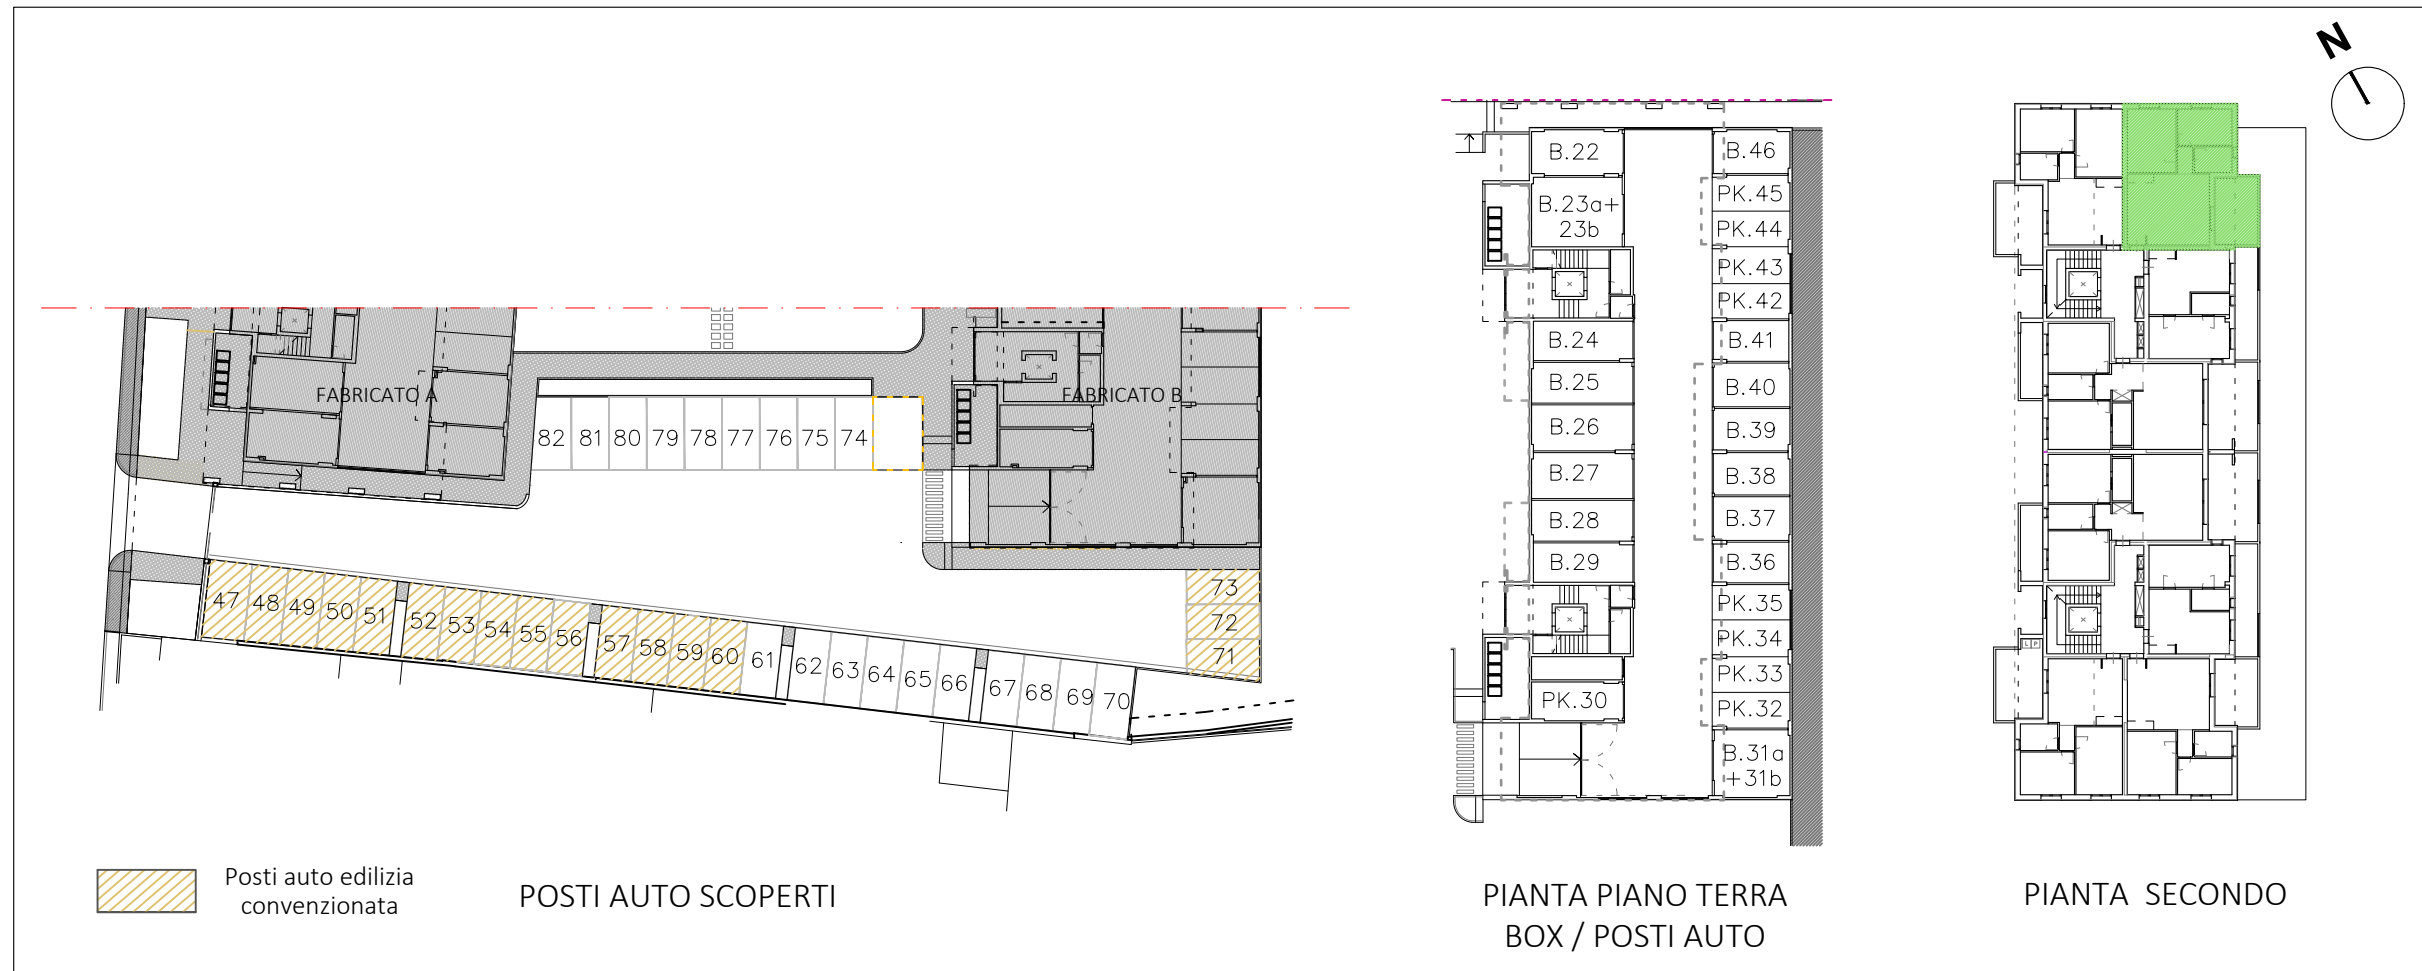 N
FABRICATO A
FABRICATO B
82 81 80 79 78 77 76 75 74
47 48 49 50 51 52 53 54 55 56 57 58 59 60 61 62 63 64 65 66 67 68 69 70
73
72
71
Posti auto edilizia
convenzionata
POSTI AUTO SCOPERTI
B.22
B.23a+
23b
B.24
B.25
B.26
B.27
B.28
B.29
PK.30
B.46
PK.45
PK.44
PK.43
PK.42
B.41
B.40
B.39
B.38
B.37
B.36
PK.35
PK.34
PK.33
PK.32
B.31a
+31b
PIANTA PIANO TERRA
BOX / POSTI AUTO
PIANTA SECONDO